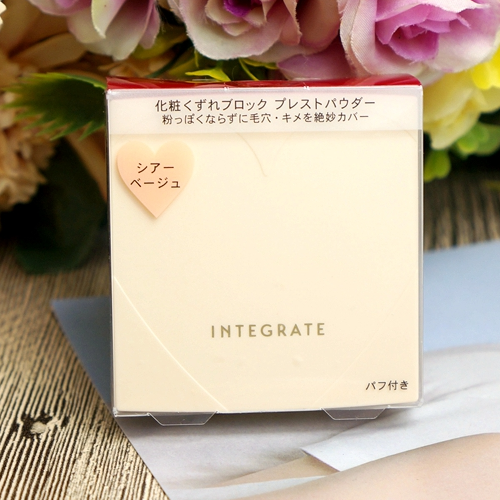 化粧くずれブロック プレストパウダー
粉っぽくならずに毛穴・キメを絶妙カバー
シアー
ベージュ
INTEGRATE
パフ付き